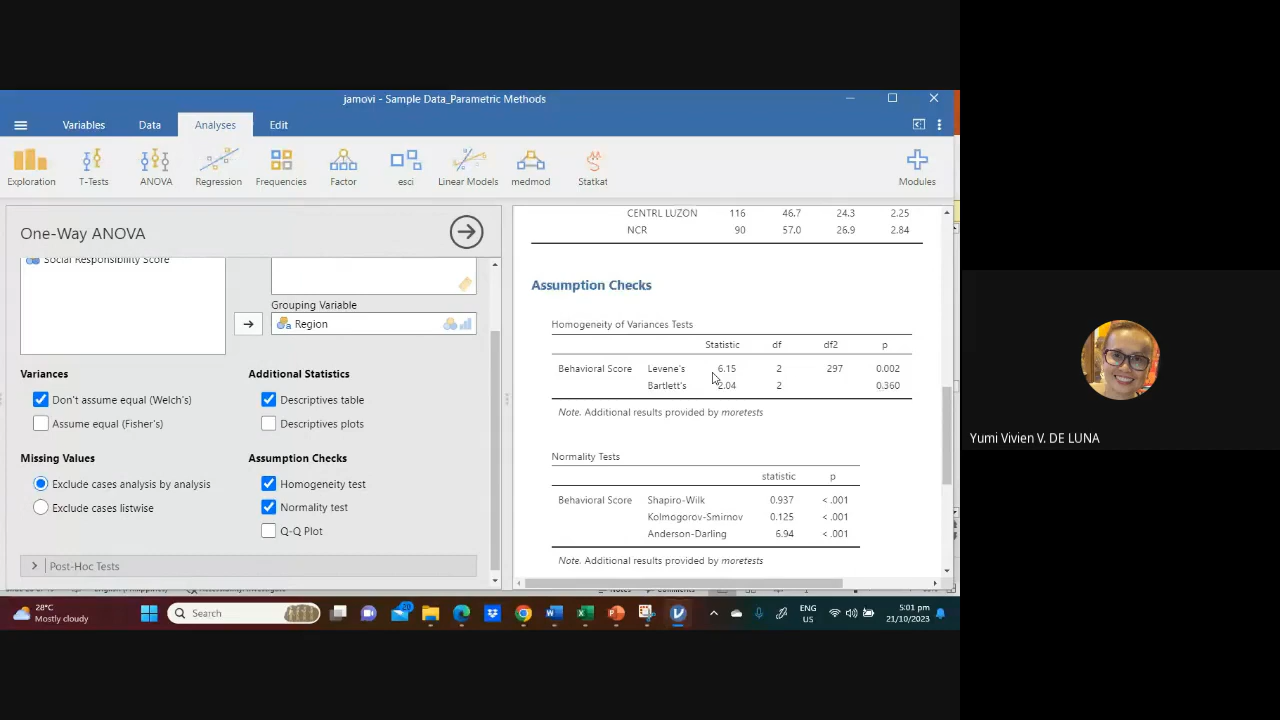 jamovi - Sample Data_Parametric Methods
Variables Data Analyses Edit
Exploration T-Tests ANOVA Regression Frequencies Factor esci Linear Models medmod Statkat Modules
One-Way ANOVA
Social Responsibility Score
Grouping Variable
Region
Variances
Don't assume equal (Welch's)
Assume equal (Fisher's)
Additional Statistics
Descriptives table
Descriptives plots
Missing Values
Exclude cases analysis by analysis
Exclude cases listwise
Assumption Checks
Homogeneity test
Normality test
Q-Q Plot
Post-Hoc Tests
CENTRL LUZON 116 46.7 24.3 2.25
NCR 90 57.0 26.9 2.84
Assumption Checks
Homogeneity of Variances Tests
Statistic df df2 p
Behavioral Score Levene's 6.15 2 297 0.002
Bartlett's 2.04 2 0.360
Note. Additional results provided by moretests
Normality Tests
statistic p
Behavioral Score Shapiro-Wilk 0.937 < .001
Kolmogorov-Smirnov 0.125 < .001
Anderson-Darling 6.94 < .001
Note. Additional results provided by moretests
Yumi Vivien V. DE LUNA
28°C
Mostly cloudy
Search
ENG
US
5:01 pm
21/10/2023